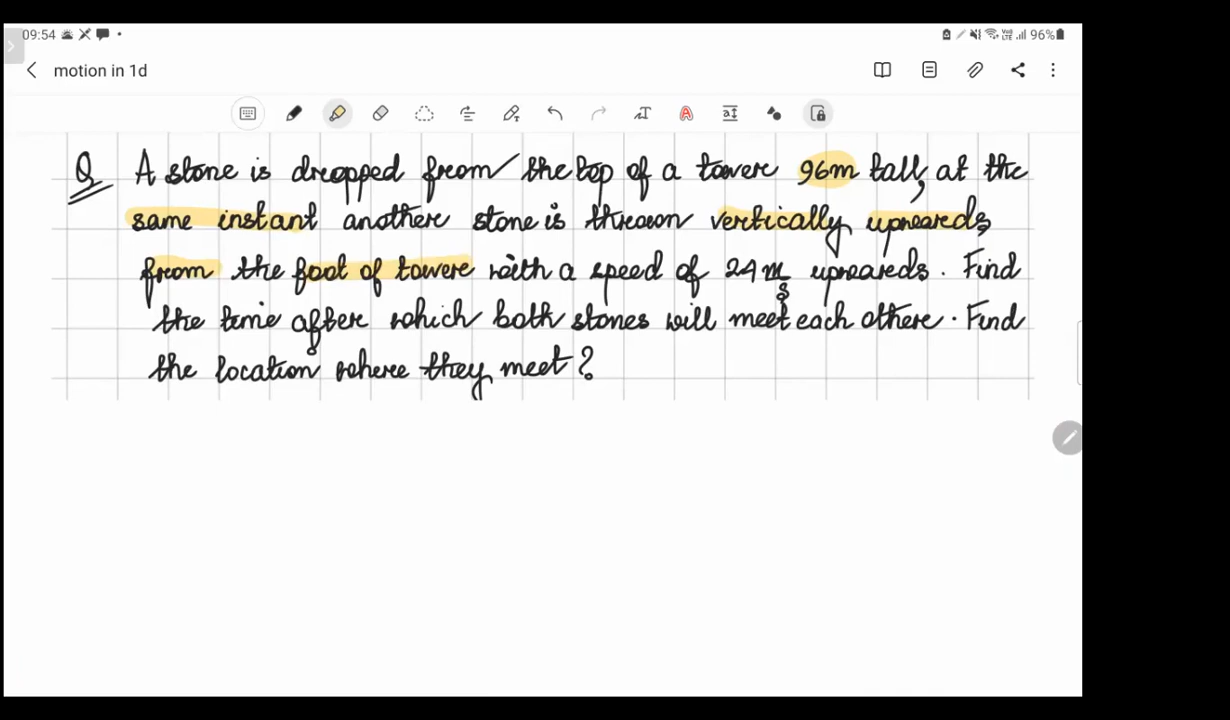 09:54
96%
motion in 1d
Q A stone is dropped from the top of a tower 96m tall, at the
same instant another stone is thrown vertically upwards,
from the foot of tower with a speed of 24 m/s upwards. Find
the time after which both stones will meet each other. Find
the location where they meet?